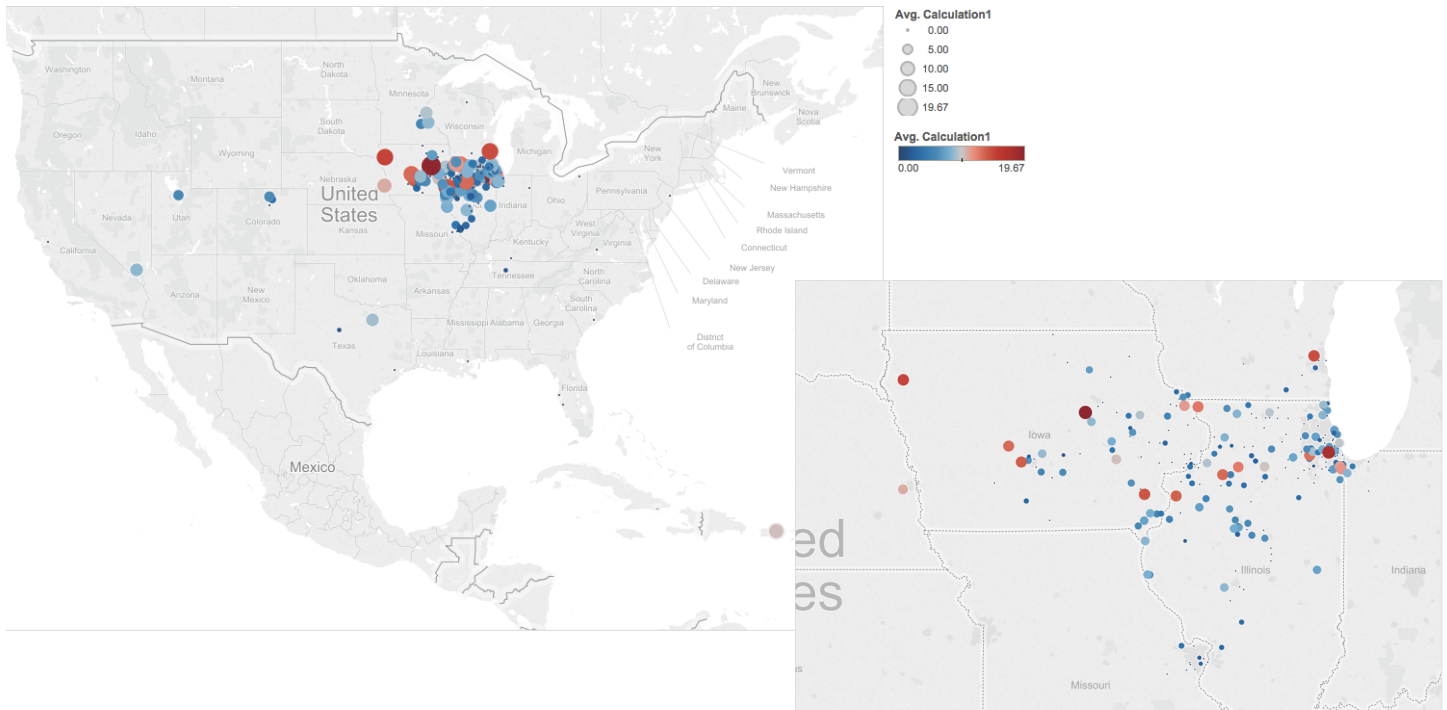 Avg. Calculation1
0.00
5.00
10.00
15.00
19.67
Avg. Calculation1
0.00 19.67
Washington
Montana
North
Dakota
Minnesota
Oregon
Idaho
South
Dakota
Wisconsin
Michigan
Maine
New
Brunswick
Nova
Scotia
New
York
Wyoming
Nebraska
Vermont
New Hampshire
Pennsylvania
United
States
Nevada
Utah
Colorado
Kansas
Missouri
Indiana
Ohio
West
Virginia
Virginia
Kentucky
Massachusetts
Rhode Island
Connecticut
New Jersey
Delaware
Maryland
District
of Columbia
California
Arizona
New
Mexico
Oklahoma
Arkansas
Tennessee
North
Carolina
South
Carolina
Mississippi
Alabama
Georgia
Texas
Louisiana
Florida
Mexico
Iowa
ed
es
Illinois
Indiana
Missouri